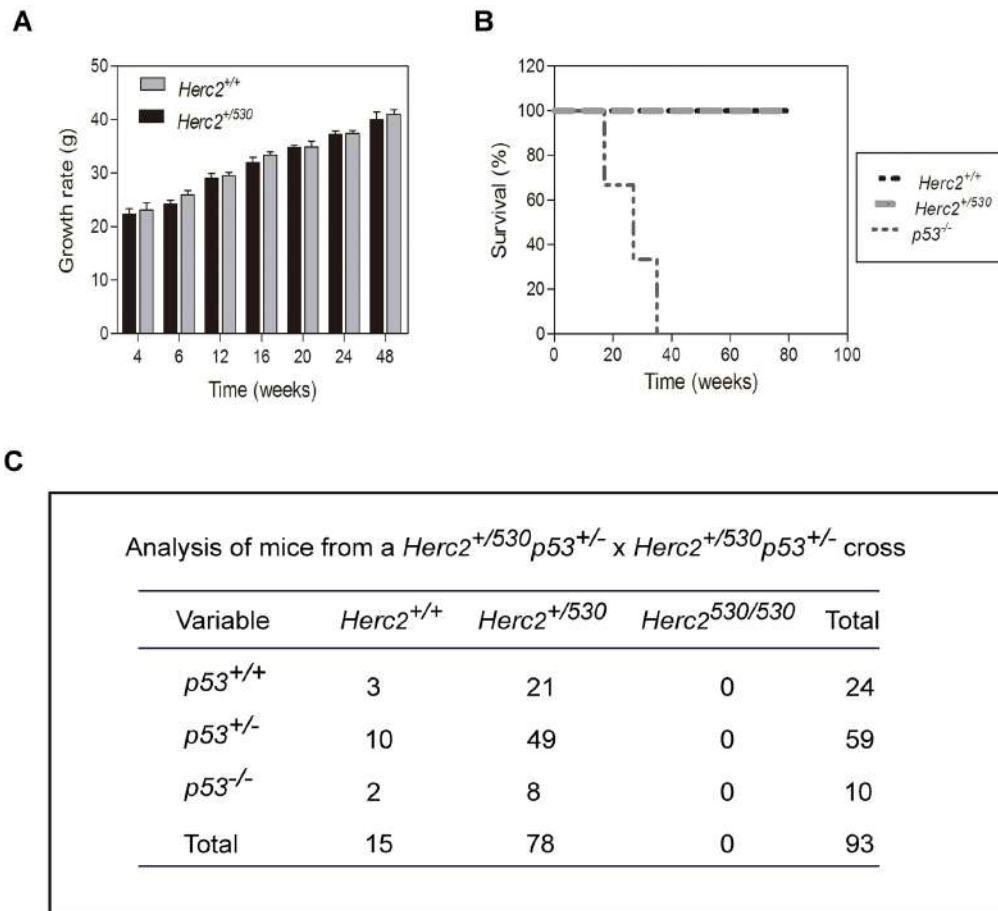 A
50
40
30
20
10
0
Growth rate (g)
Herc2+/+
Herc2+/530
4 6 12 16 20 24 48
Time (weeks)
B
120
100
80
60
40
20
0
Survival (%)
0 20 40 60 80 100
Time (weeks)
Herc2+/+
Herc2+/530
p53-/-
C
Analysis of mice from a Herc2+/530p53+/- x Herc2+/530p53+/- cross
Variable Herc2+/+ Herc2+/530 Herc2530/530 Total
p53+/+ 3 21 0 24
p53+/- 10 49 0 59
p53-/- 2 8 0 10
Total 15 78 0 93